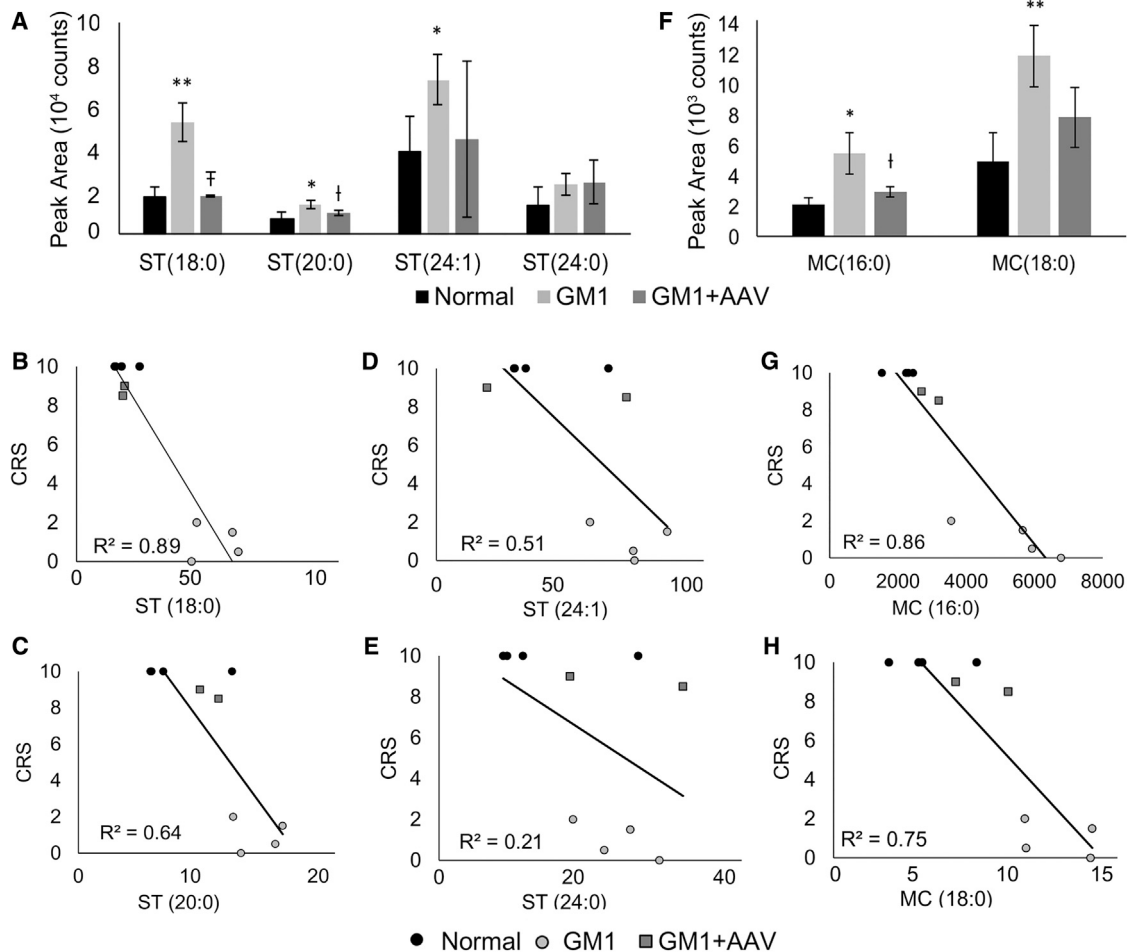 A
Peak Area (10⁴ counts)
10
8
6
4
2
0
**
Ŧ
*
ƚ
*
ST(18:0) ST(20:0) ST(24:1) ST(24:0)
F
Peak Area (10³ counts)
14
12
10
8
6
4
2
0
*
ƚ
**
MC(16:0) MC(18:0)
Normal GM1 GM1+AAV
B
CRS
10
8
6
4
2
0
R² = 0.89
0 50 10
ST (18:0)
D
CRS
10
8
6
4
2
0
R² = 0.51
0 50 100
ST (24:1)
G
CRS
10
8
6
4
2
0
R² = 0.86
0 2000 4000 6000 8000
MC (16:0)
C
CRS
10
8
6
4
2
0
R² = 0.64
0 10 20
ST (20:0)
E
CRS
10
8
6
4
2
0
R² = 0.21
0 20 40
ST (24:0)
H
CRS
10
8
6
4
2
0
R² = 0.75
0 5 10 15
MC (18:0)
Normal GM1 GM1+AAV